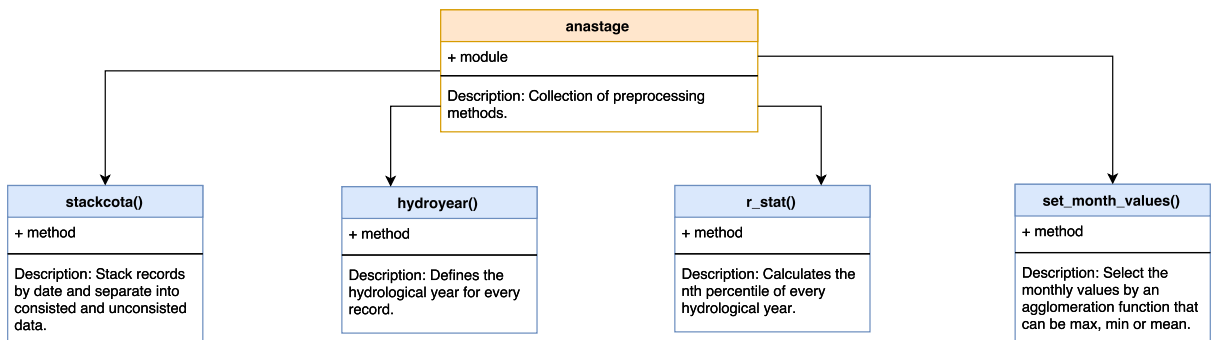 anastage
+ module
Description: Collection of preprocessing
methods.
stackcota()
+ method
Description: Stack records
by date and separate into
consisted and unconsisted
data.
hydroyear()
+ method
Description: Defines the
hydrological year for every
record.
r_stat()
+ method
Description: Calculates the
nth percentile of every
hydrological year.
set_month_values()
+ method
Description: Select the
monthly values by an
agglomeration function that
can be max, min or mean.